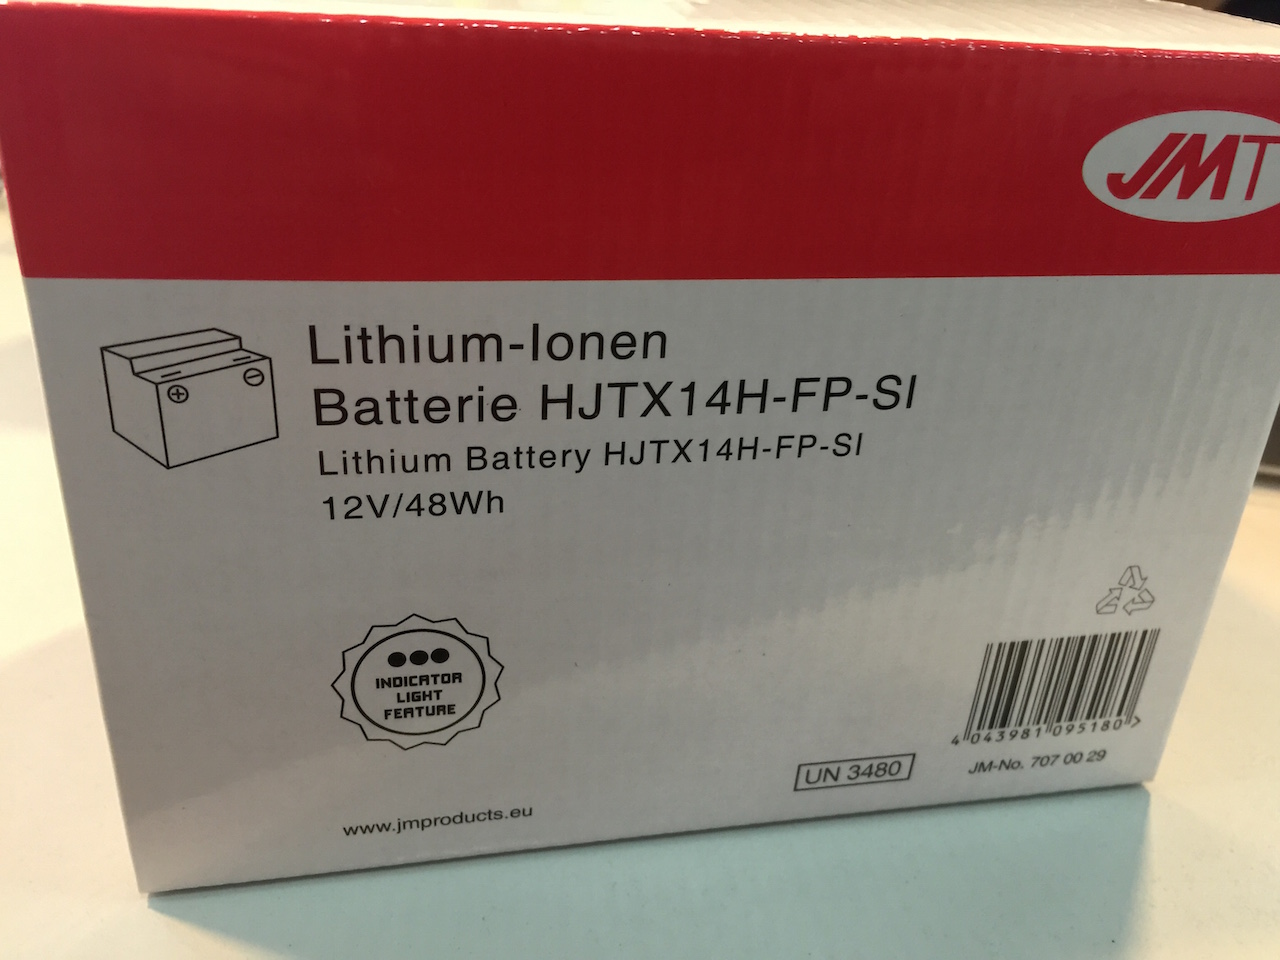 JMT
Lithium-Ionen
Batterie HJTX14H-FP-SI
Lithium Battery HJTX14H-FP-SI
12V/48Wh
INDICATOR
LIGHT
FEATURE
4 043981 095180 >
UN 3480
JM-No. 707 00 29
www.jmproducts.eu